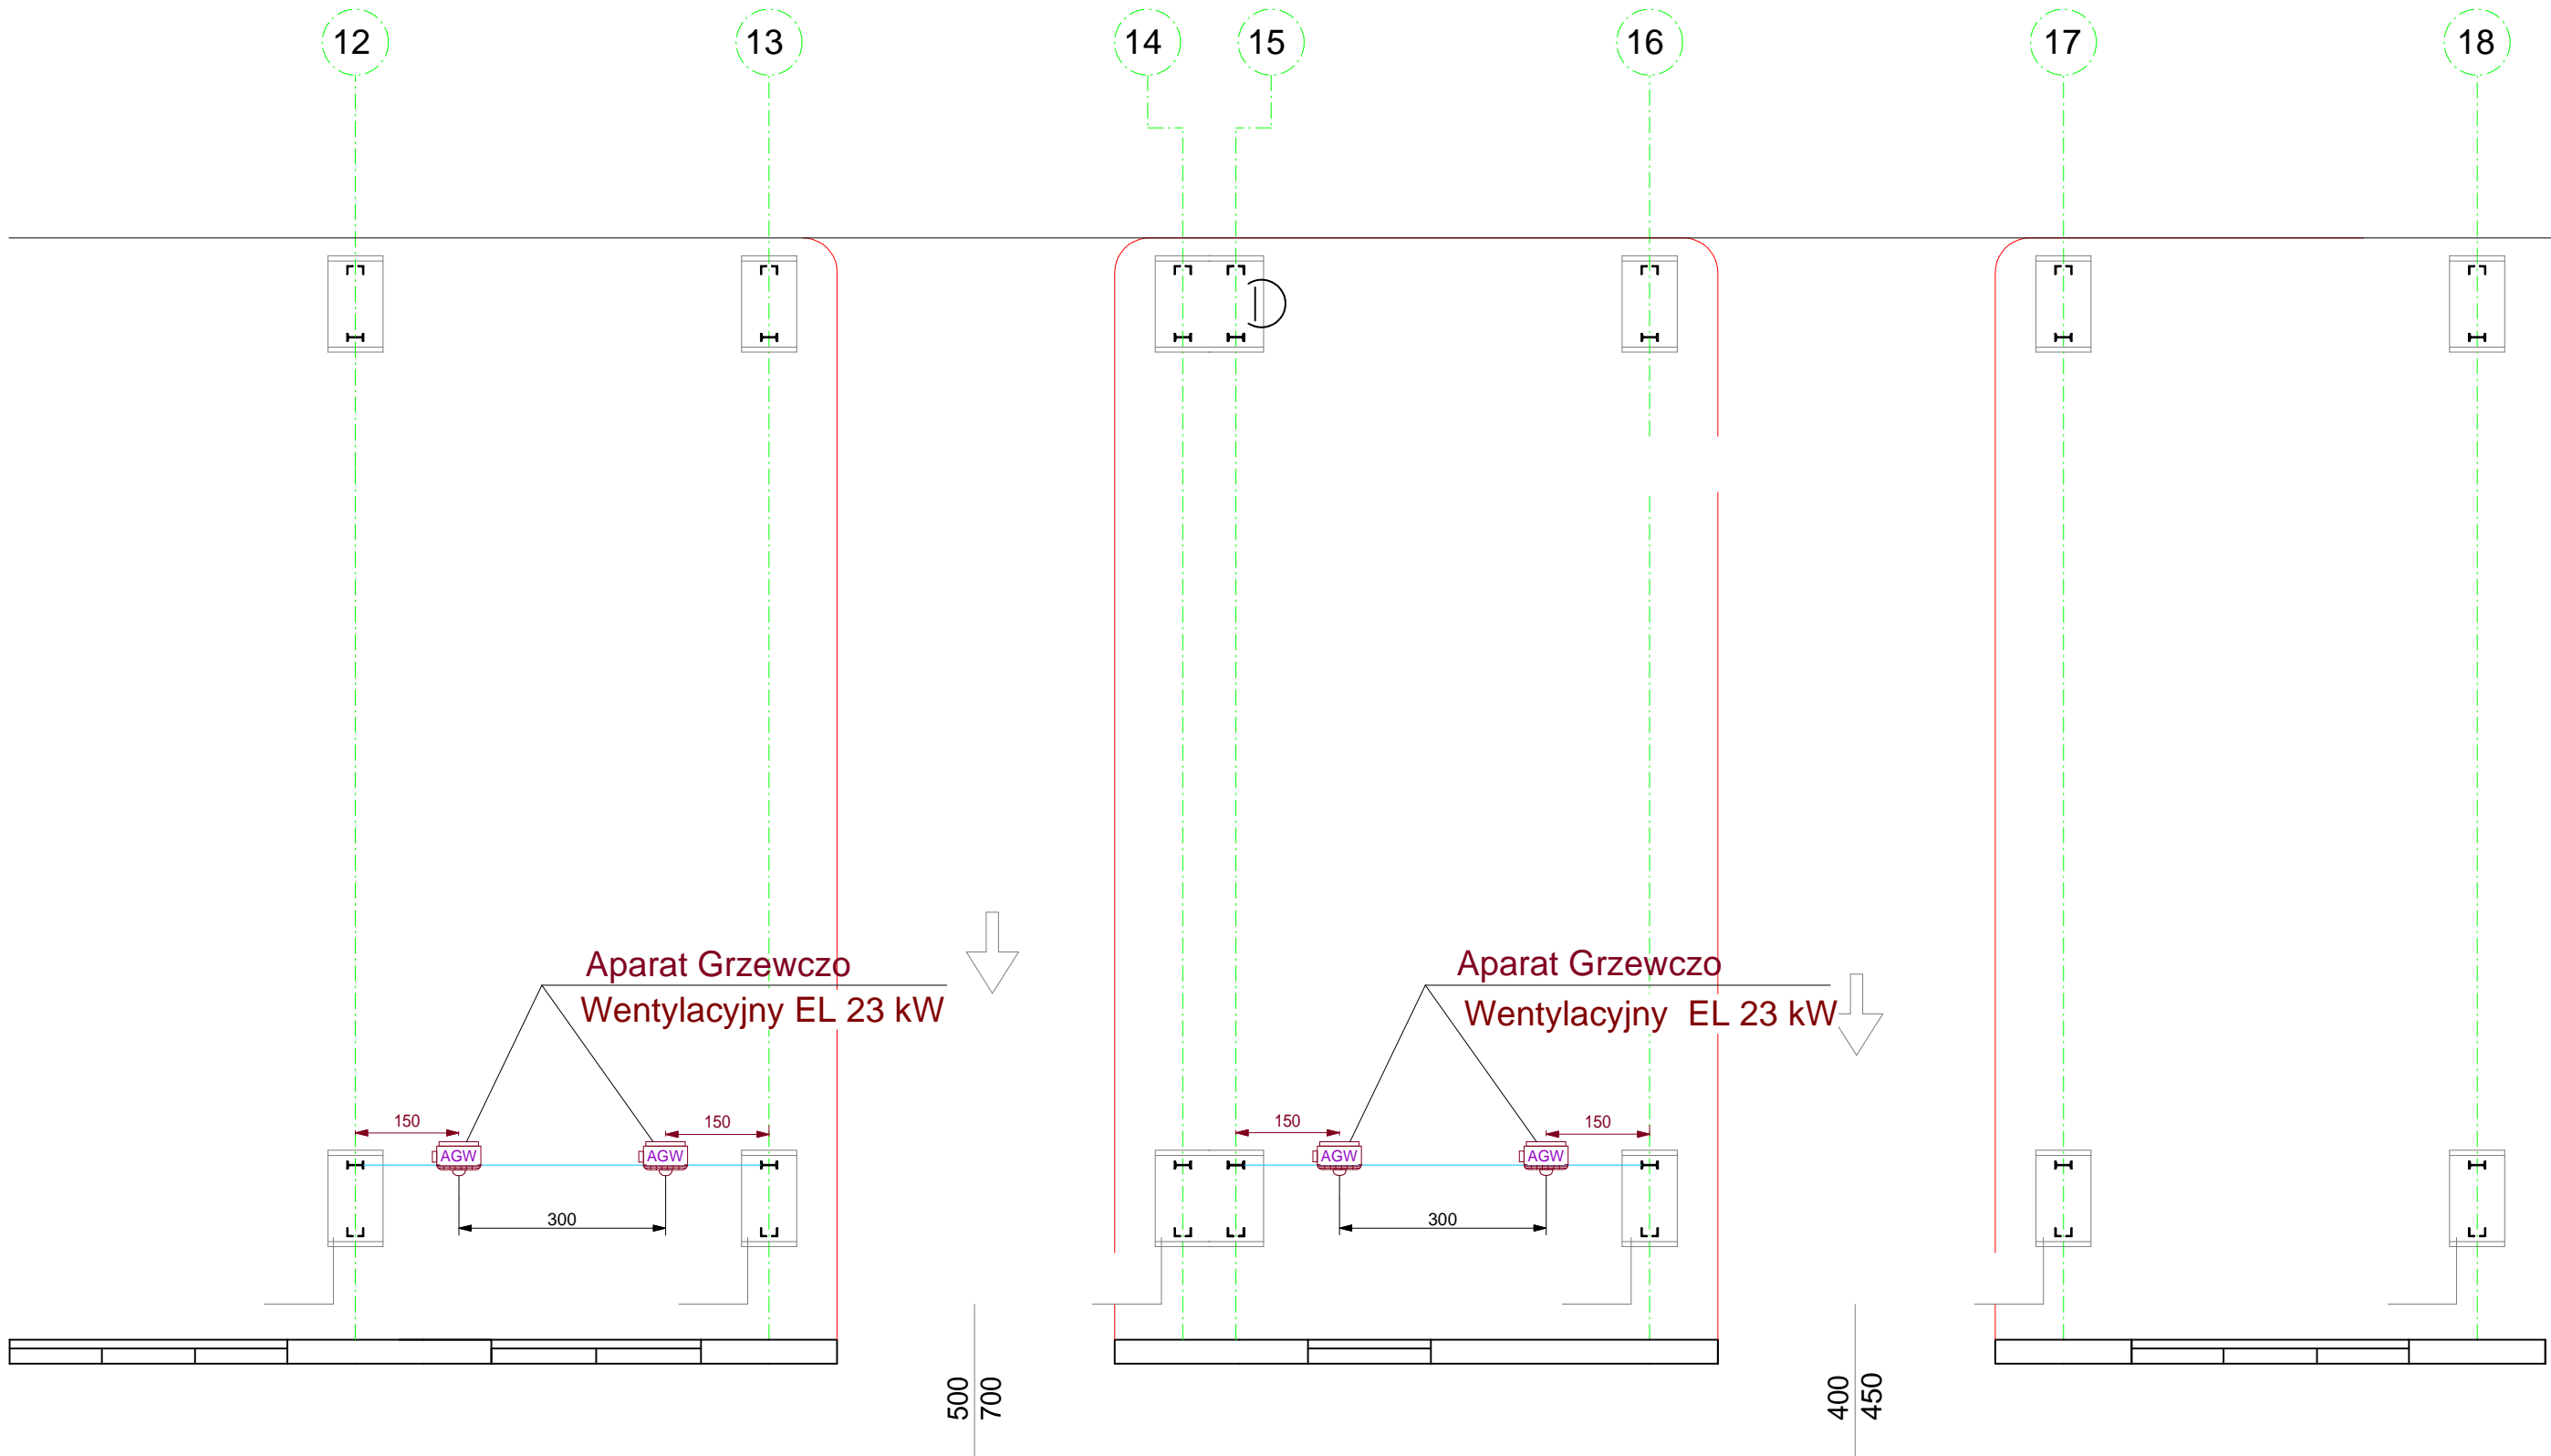 12 13 14 15 16 17 18
Aparat Grzewczo
Wentylacyjny EL 23 kW
Aparat Grzewczo
Wentylacyjny EL 23 kW
150 150 150 150
AGW AGW AGW AGW
300 300
500
700
400
450